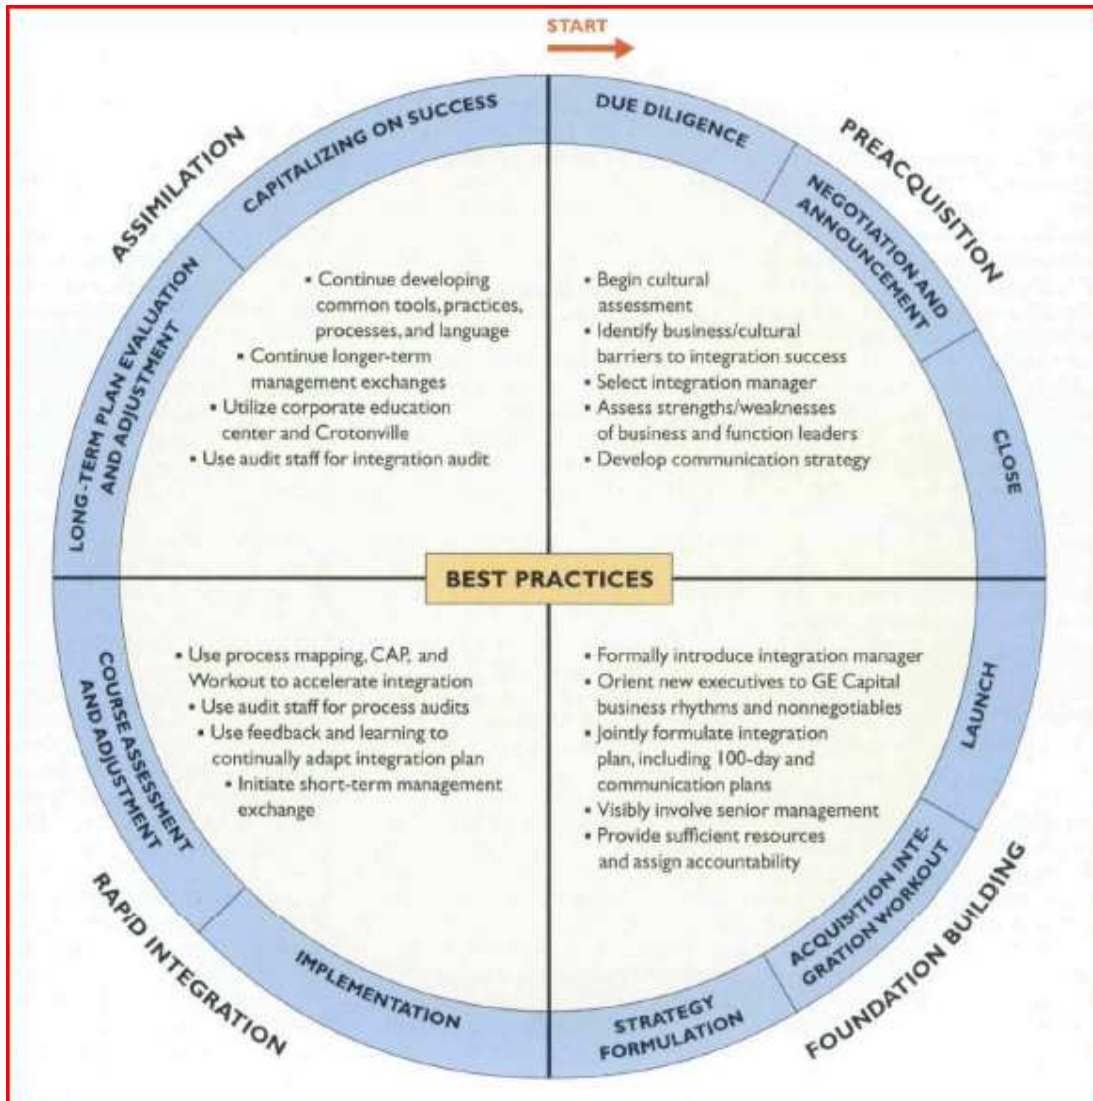 START
DUE DILIGENCE
NEGOTIATION AND
ANNOUNCEMENT
CLOSE
PREACQUISITION
• Begin cultural
assessment
• Identify business/cultural
barriers to integration success
• Select integration manager
• Assess strengths/weaknesses
of business and function leaders
• Develop communication strategy
LAUNCH
ACQUISITION INTE-
GRATION WORKOUT
STRATEGY
FORMULATION
FOUNDATION BUILDING
• Formally introduce integration manager
• Orient new executives to GE Capital
business rhythms and nonnegotiables
• Jointly formulate integration
plan, including 100-day and
communication plans
• Visibly involve senior management
• Provide sufficient resources
and assign accountability
IMPLEMENTATION
COURSE ASSESSMENT
AND ADJUSTMENT
RAPID INTEGRATION
• Use process mapping, CAP, and
Workout to accelerate integration
• Use audit staff for process audits
• Use feedback and learning to
continually adapt integration plan
• Initiate short-term management
exchange
LONG-TERM PLAN EVALUATION
AND ADJUSTMENT
CAPITALIZING ON SUCCESS
ASSIMILATION
• Continue developing
common tools, practices,
processes, and language
• Continue longer-term
management exchanges
• Utilize corporate education
center and Crotonville
• Use audit staff for integration audit
BEST PRACTICES